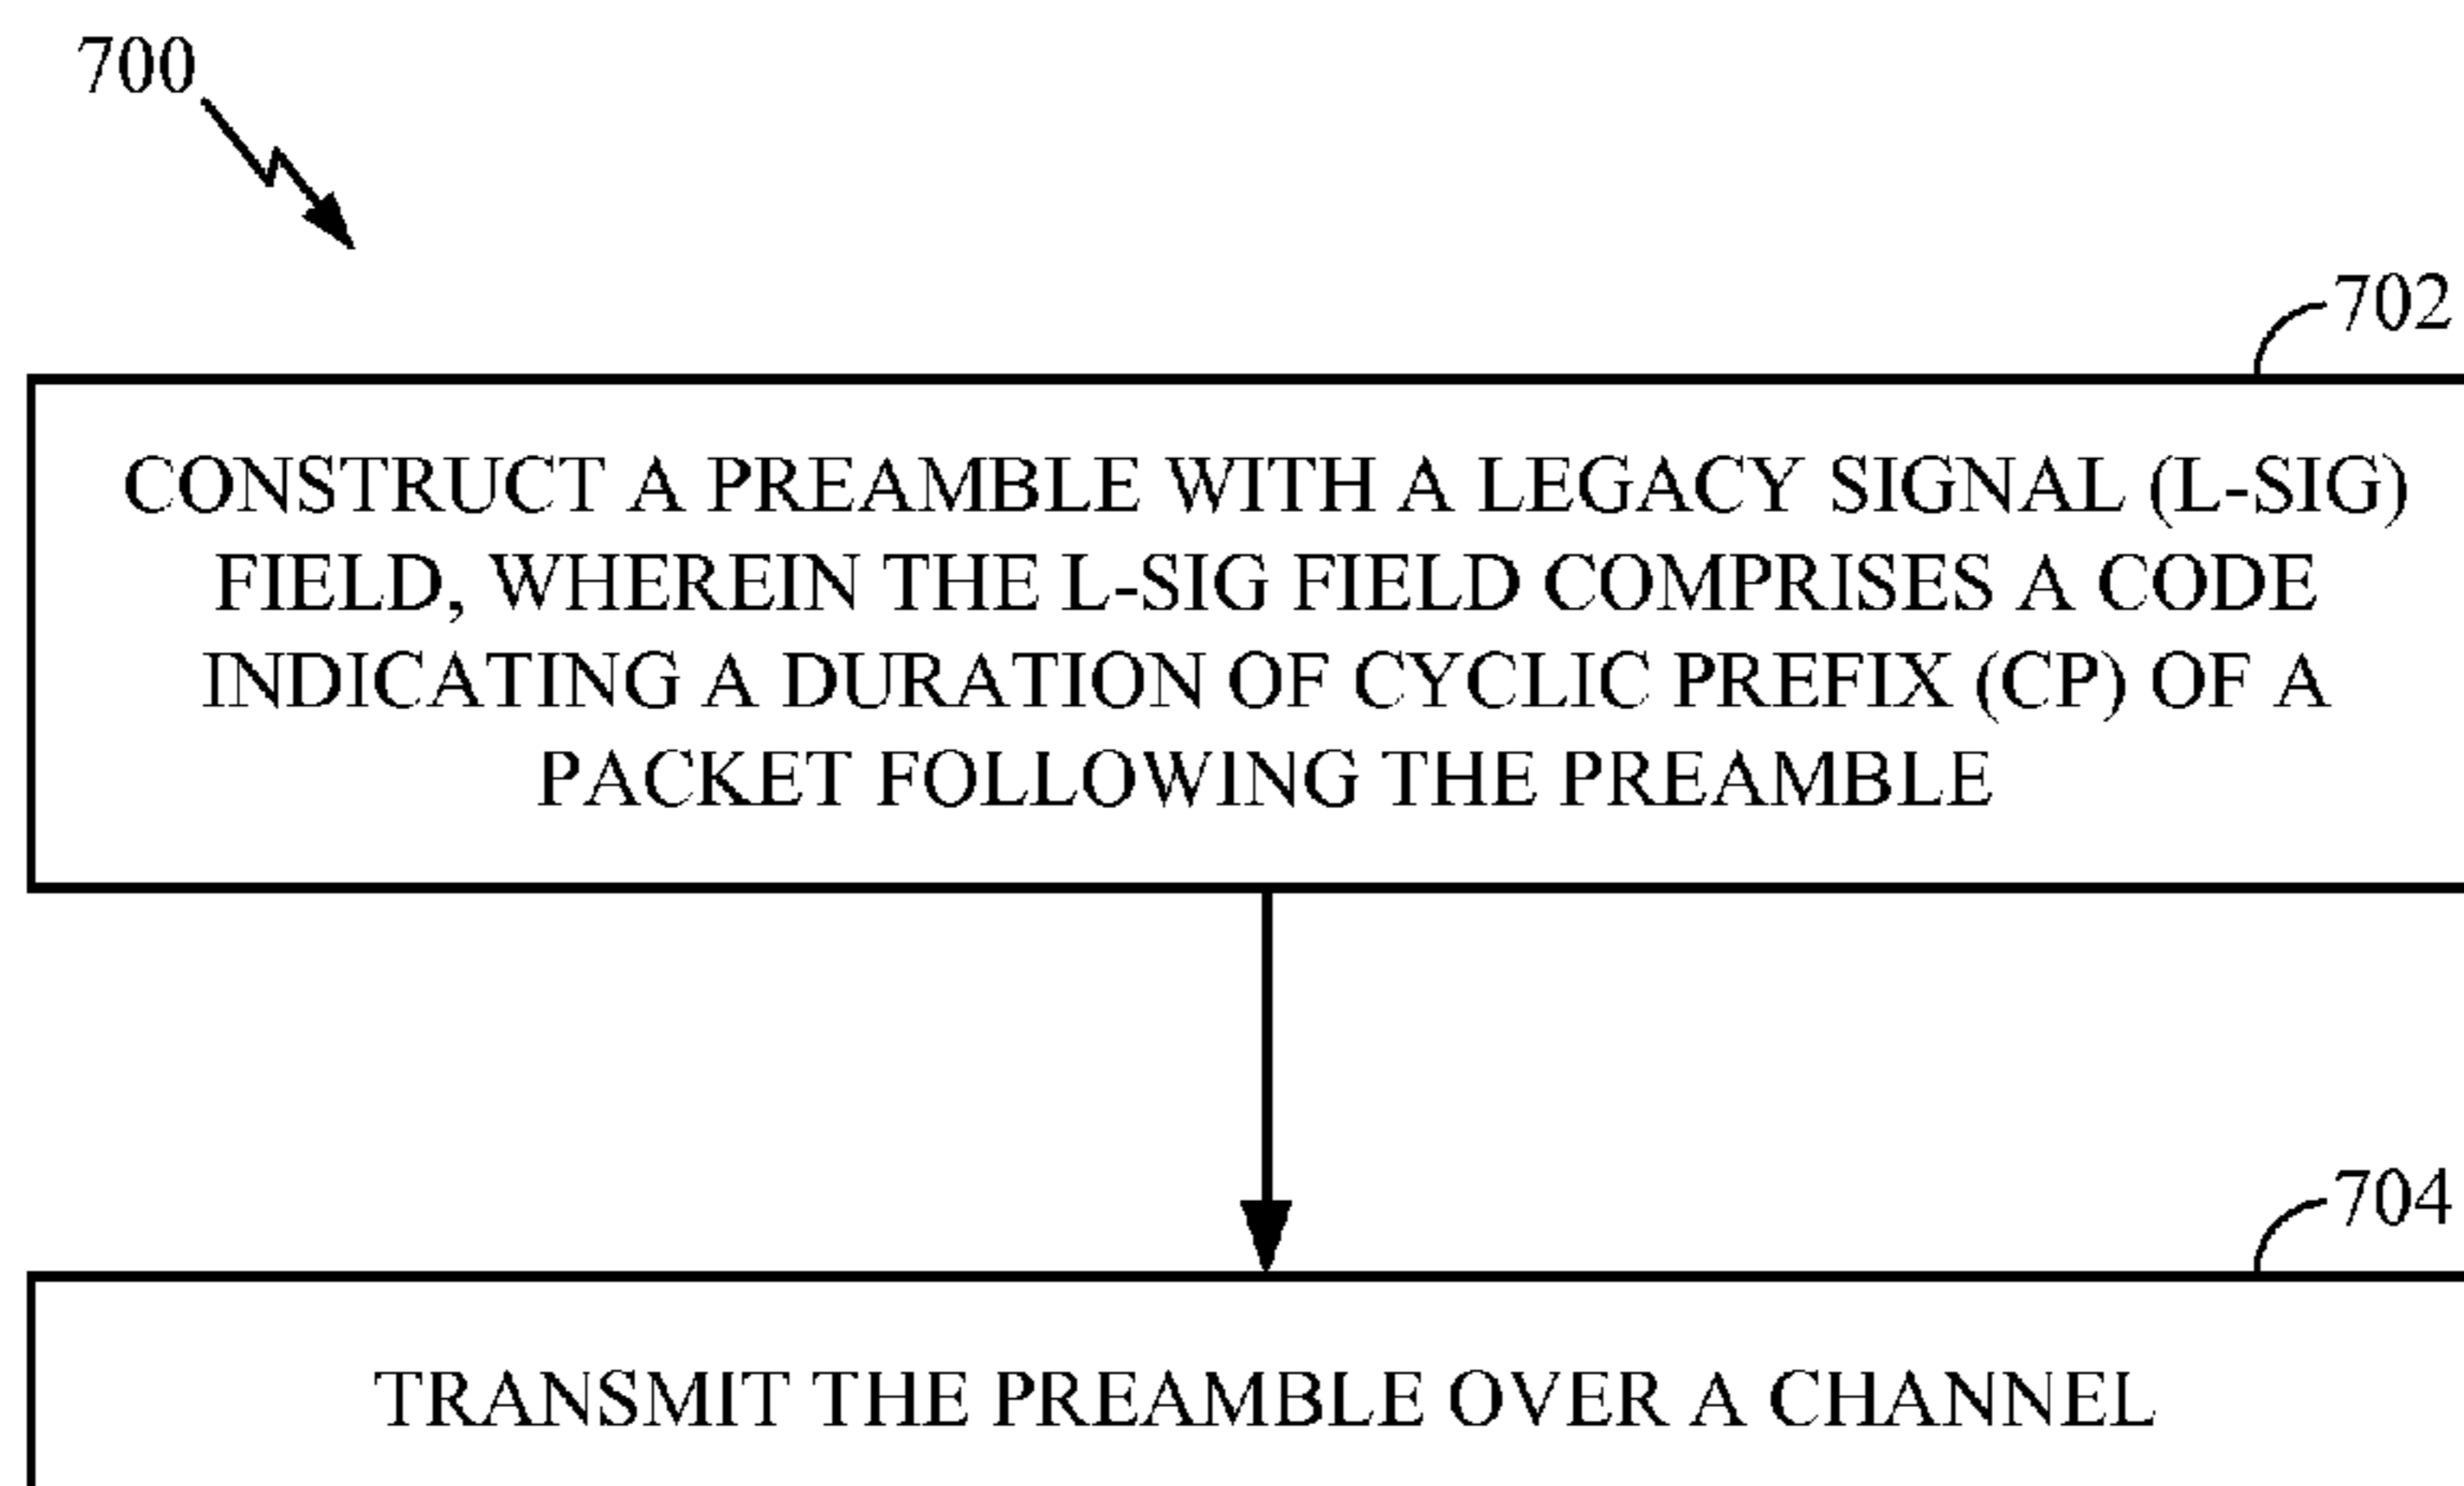 700
702
CONSTRUCT A PREAMBLE WITH A LEGACY SIGNAL (L-SIG)
FIELD, WHEREIN THE L-SIG FIELD COMPRISES A CODE
INDICATING A DURATION OF CYCLIC PREFIX (CP) OF A
PACKET FOLLOWING THE PREAMBLE
704
TRANSMIT THE PREAMBLE OVER A CHANNEL